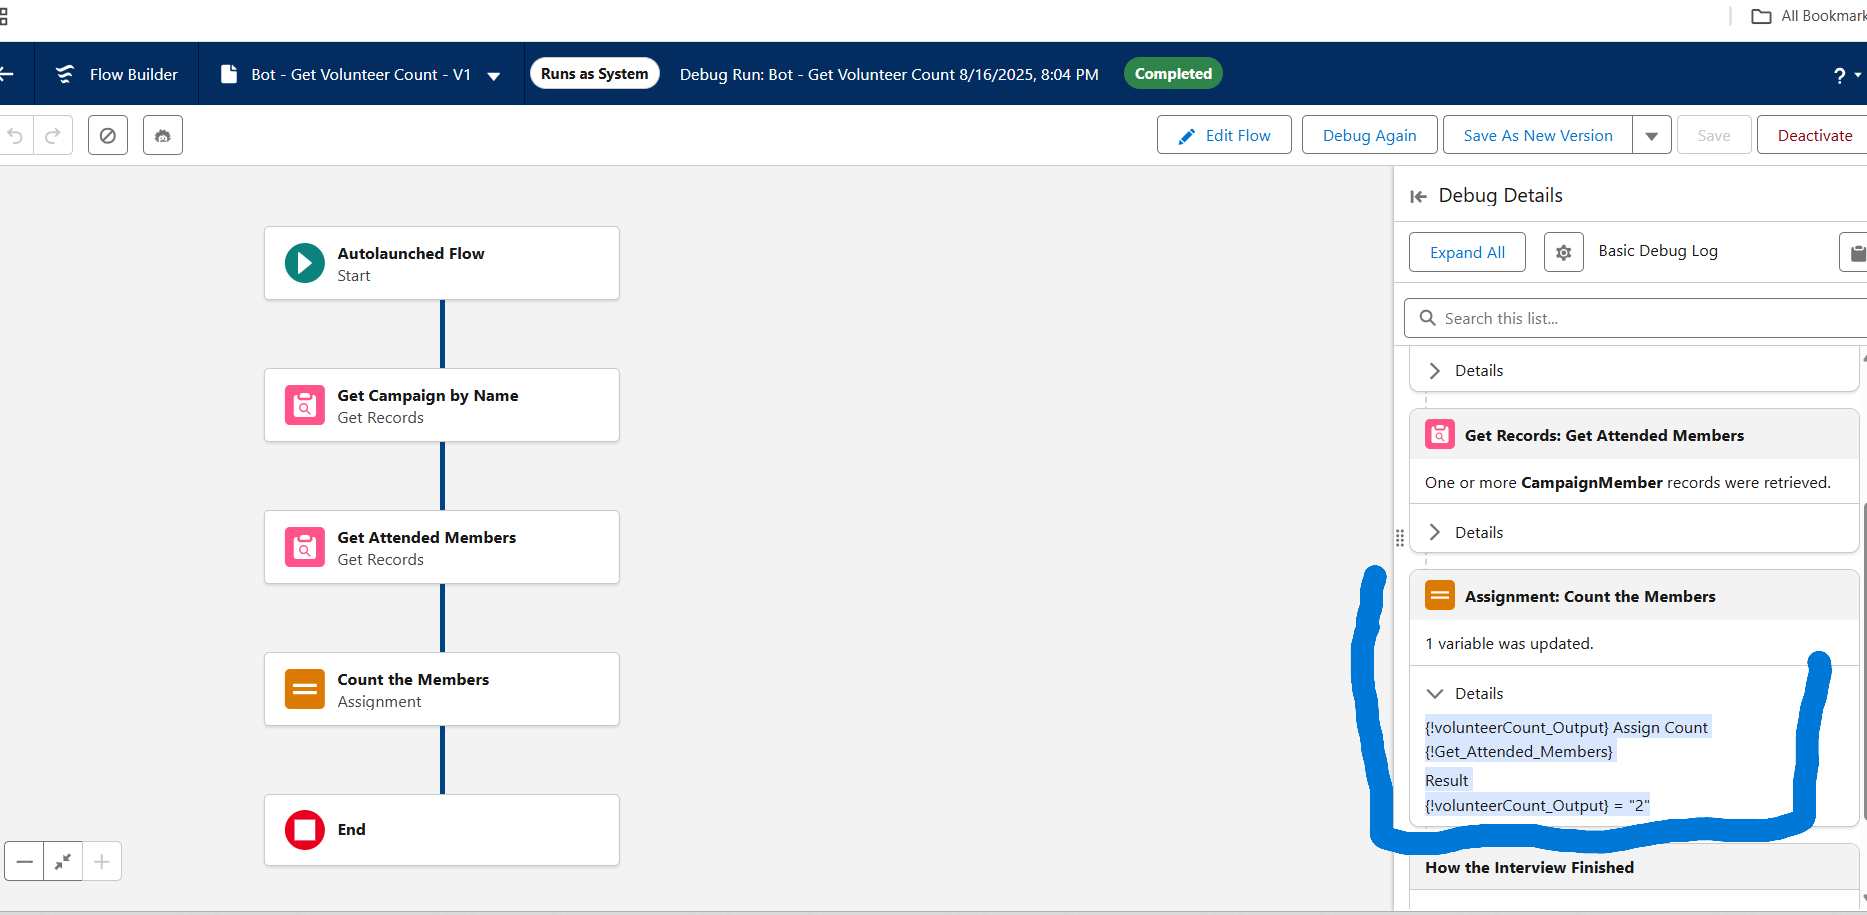 All Bookmark
Flow Builder
Bot - Get Volunteer Count - V1
Runs as System
Debug Run: Bot - Get Volunteer Count 8/16/2025, 8:04 PM
Completed
?
Edit Flow
Debug Again
Save As New Version
Save
Deactivate
Autolaunched Flow
Start
Get Campaign by Name
Get Records
Get Attended Members
Get Records
Count the Members
Assignment
End
Debug Details
Expand All
Basic Debug Log
Search this list...
Details
Get Records: Get Attended Members
One or more CampaignMember records were retrieved.
Details
Assignment: Count the Members
1 variable was updated.
Details
{!volunteerCount_Output} Assign Count
{!Get_Attended_Members}
Result
{!volunteerCount_Output} = "2"
How the Interview Finished